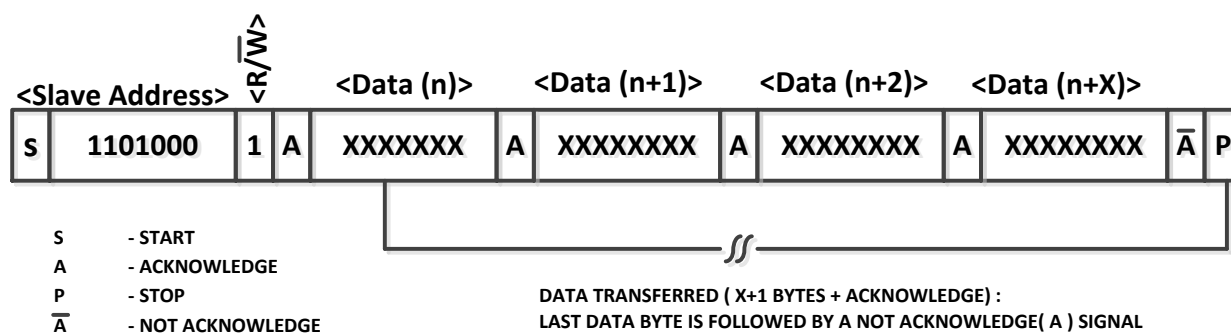 <R/W̅>
<Slave Address> <Data (n)> <Data (n+1)> <Data (n+2)> <Data (n+X)>
S 1101000 1 A XXXXXXX A XXXXXXXX A XXXXXXXX A XXXXXXXX A̅ P
S - START
A - ACKNOWLEDGE
P - STOP
A̅ - NOT ACKNOWLEDGE
DATA TRANSFERRED ( X+1 BYTES + ACKNOWLEDGE) :
LAST DATA BYTE IS FOLLOWED BY A NOT ACKNOWLEDGE( A ) SIGNAL